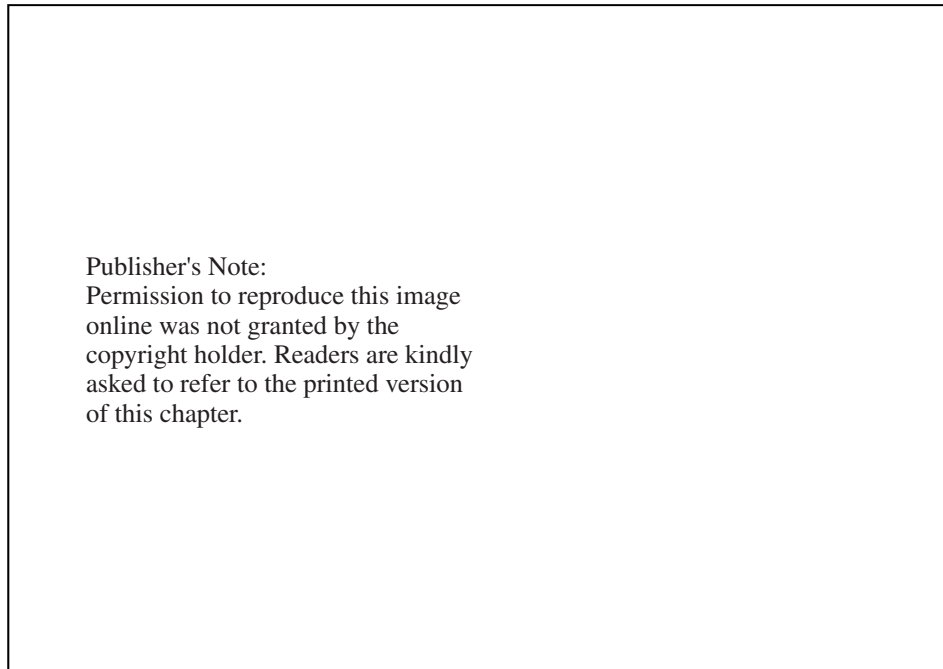 Publisher's Note:
Permission to reproduce this image
online was not granted by the
copyright holder. Readers are kindly
asked to refer to the printed version
of this chapter.